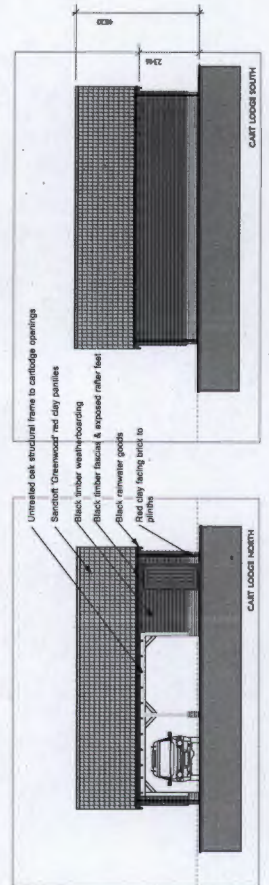 Untreated oak structural frame to cartlodge openings
Sandtoft 'Greenwood' red clay pantiles
Black timber weatherboarding
Black timber fascias & exposed rafter feet
Black rainwater goods
Red clay facing brick to
plinths
CART LODGE NORTH
2346
CART LODGE SOUTH